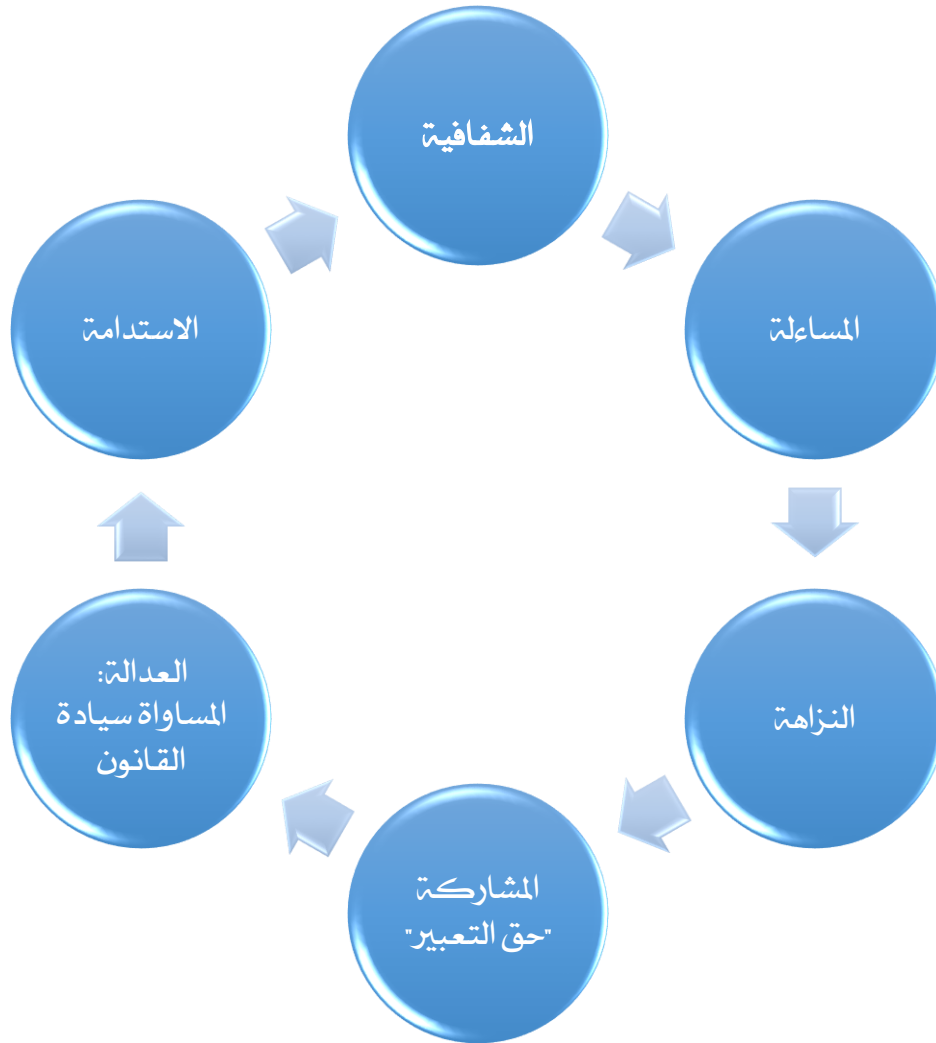 الشفافية
المساءلة
النزاهة
المشاركة
"حق التعبير"
العدالة:
المساواة سيادة
القانون
الاستدامة